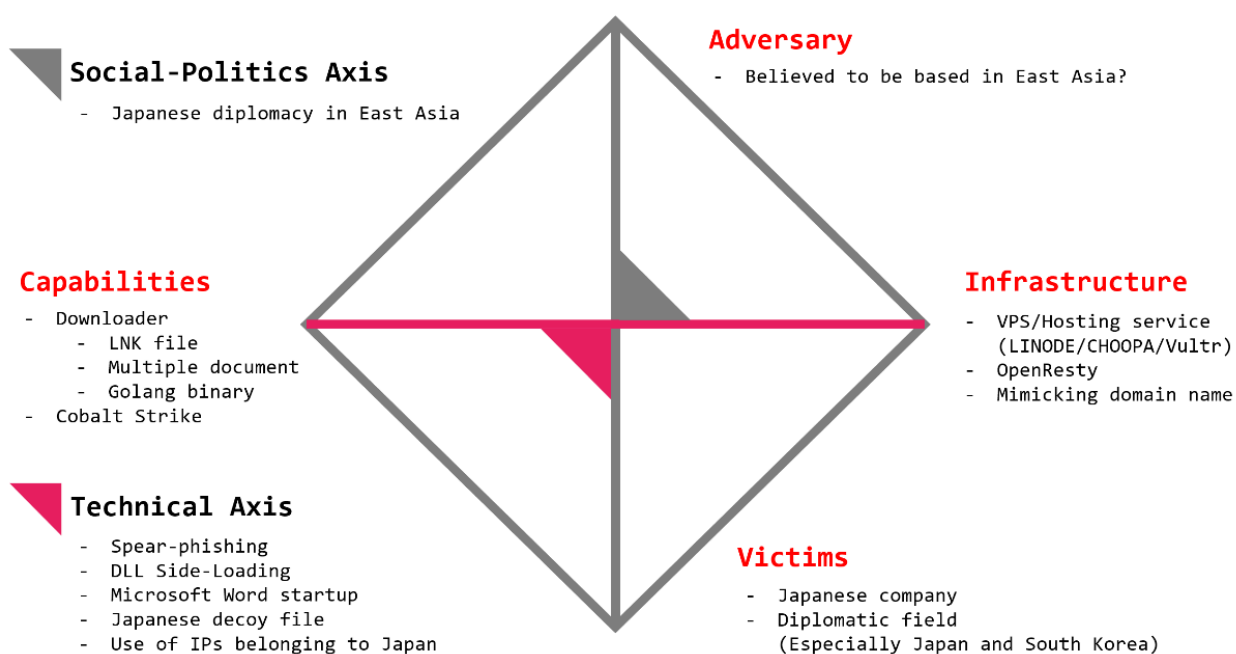 Social-Politics Axis
- Japanese diplomacy in East Asia
Adversary
- Believed to be based in East Asia?
Capabilities
- Downloader
- LNK file
- Multiple document
- Golang binary
- Cobalt Strike
Infrastructure
- VPS/Hosting service
(LINODE/CHOOPA/Vultr)
- OpenResty
- Mimicking domain name
Technical Axis
- Spear-phishing
- DLL Side-Loading
- Microsoft Word startup
- Japanese decoy file
- Use of IPs belonging to Japan
Victims
- Japanese company
- Diplomatic field
(Especially Japan and South Korea)